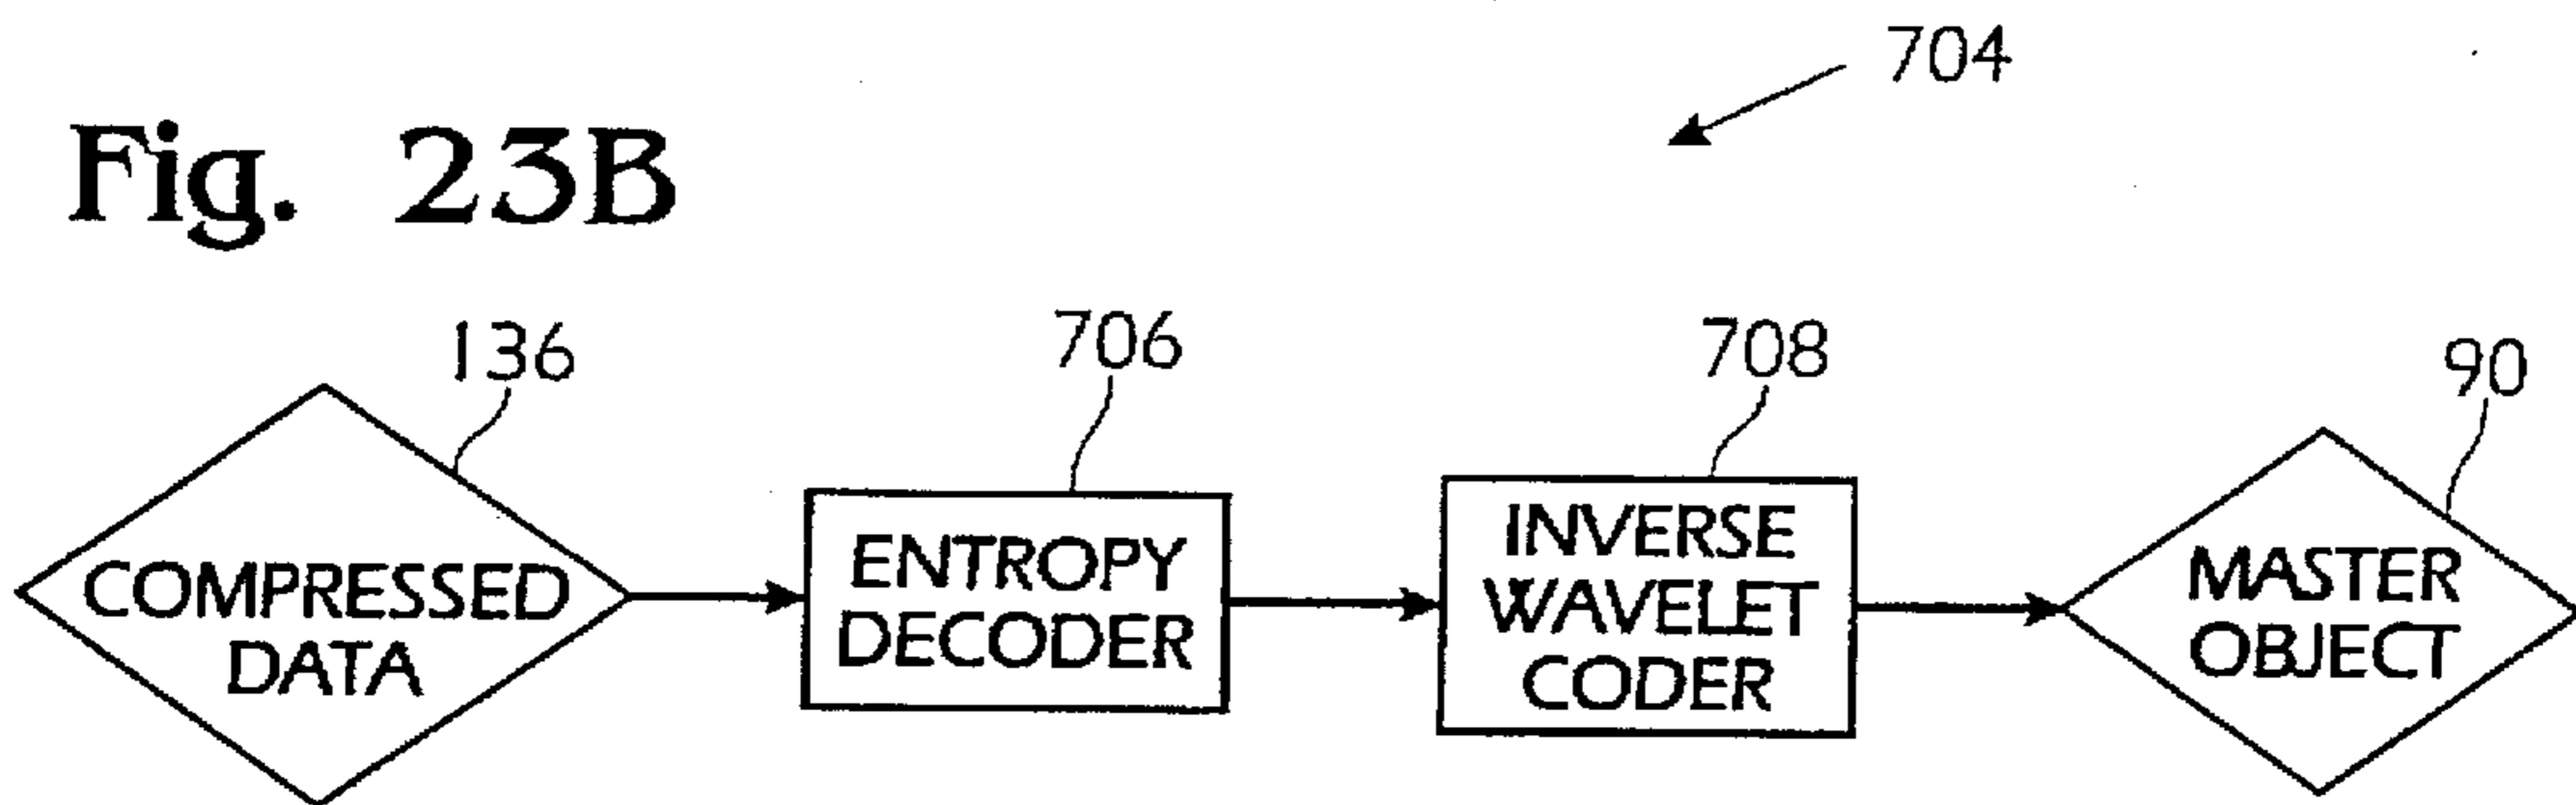 704
Fig. 23B
136
706
708
90
COMPRESSED
DATA
ENTROPY
DECODER
INVERSE
WAVELET
CODER
MASTER
OBJECT